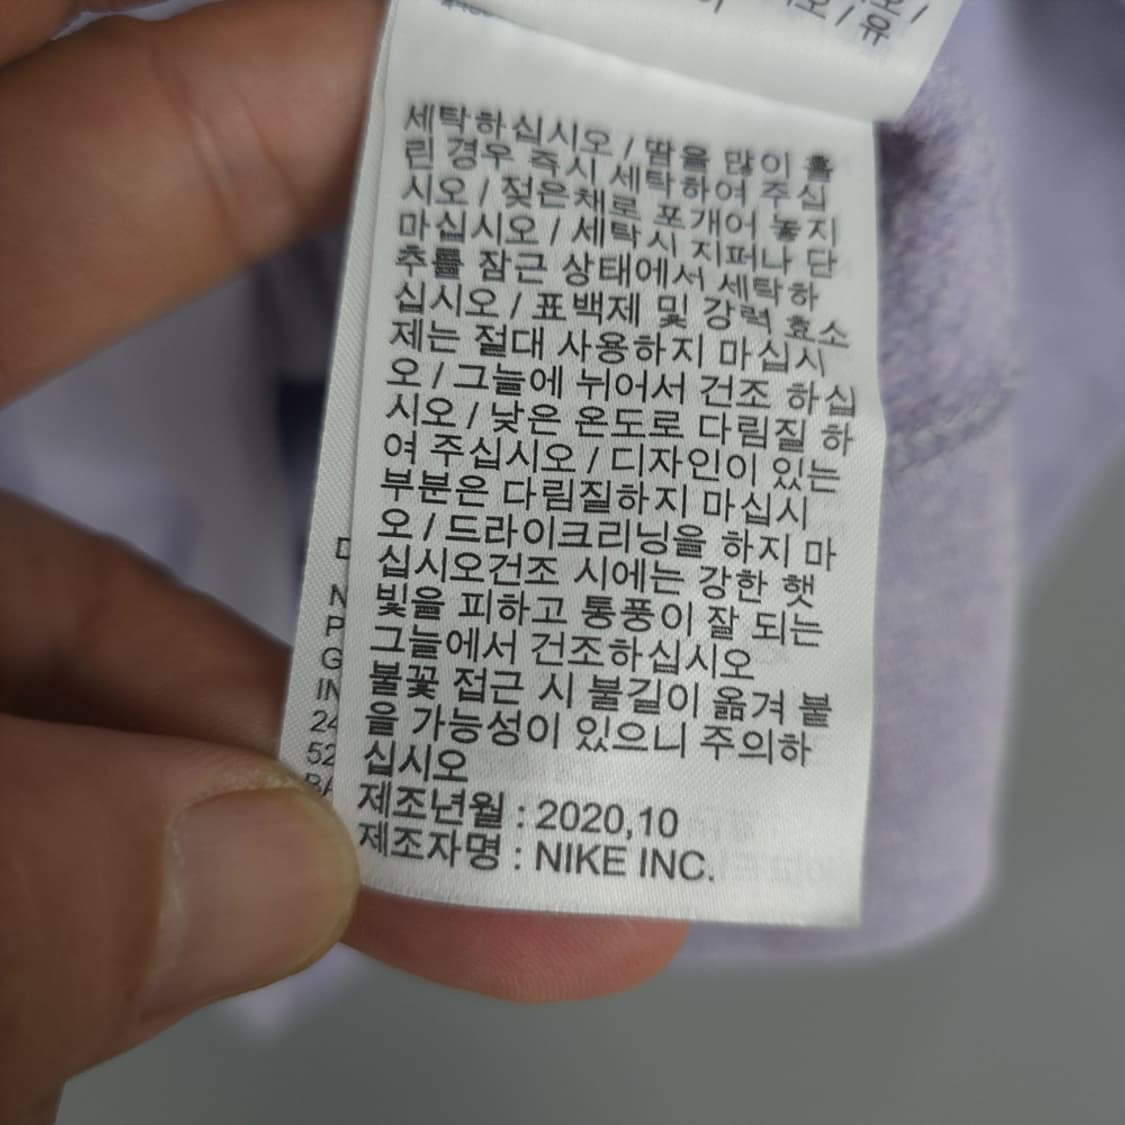 오/
오/유
세탁하십시오 / 땀을 많이 흘
린 경우 즉시 세탁하여 주십
시오 / 젖은채로 포개어 놓지
마십시오 / 세탁시 지퍼나 단
추를 잠근 상태에서 세탁하
십시오 / 표백제 및 강력 효소
제는 절대 사용하지 마십시
오 / 그늘에 뉘어서 건조 하십
시오 / 낮은 온도로 다림질 하
여 주십시오 / 디자인이 있는
부분은 다림질하지 마십시
오 / 드라이크리닝을 하지 마
십시오건조 시에는 강한 햇
빛을 피하고 통풍이 잘 되는
그늘에서 건조하십시오
불꽃 접근 시 불길이 옮겨 붙
을 가능성이 있으니 주의하
십시오
제조년월 : 2020,10
제조자명 : NIKE INC.
N
P
G
IN
24
52
BA